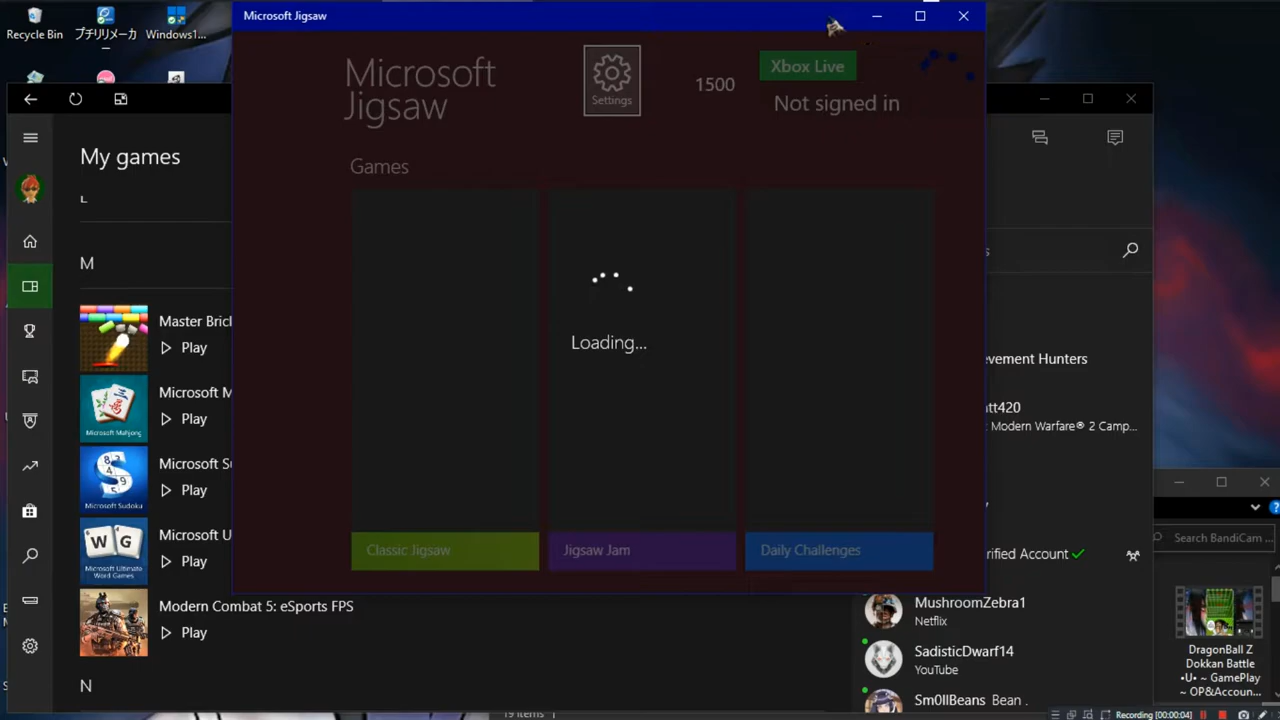 Recycle Bin
プチリメーカ
ー
Windows1...
Microsoft Jigsaw
Microsoft
Jigsaw
Settings
1500
Xbox Live
Not signed in
My games
Games
L
M
Master Bric
Play
Microsoft M
Play
Microsoft Mahjong
Microsoft Su
Play
Microsoft Sudoku
Microsoft U
Play
WG
Microsoft Ultimate
Word Games
Modern Combat 5: eSports FPS
Play
N
Loading...
Classic Jigsaw
Jigsaw Jam
Daily Challenges
s
evement Hunters
tt420
Modern Warfare® 2 Camp...
rified Account
MushroomZebra1
Netflix
SadisticDwarf14
YouTube
Sm0llBeans Bean .
Search BandiCam ...
DragonBall Z
Dokkan Battle
•U• ~ GamePlay
~ OP&Accoun...
19 items
Recording [00:00:04]